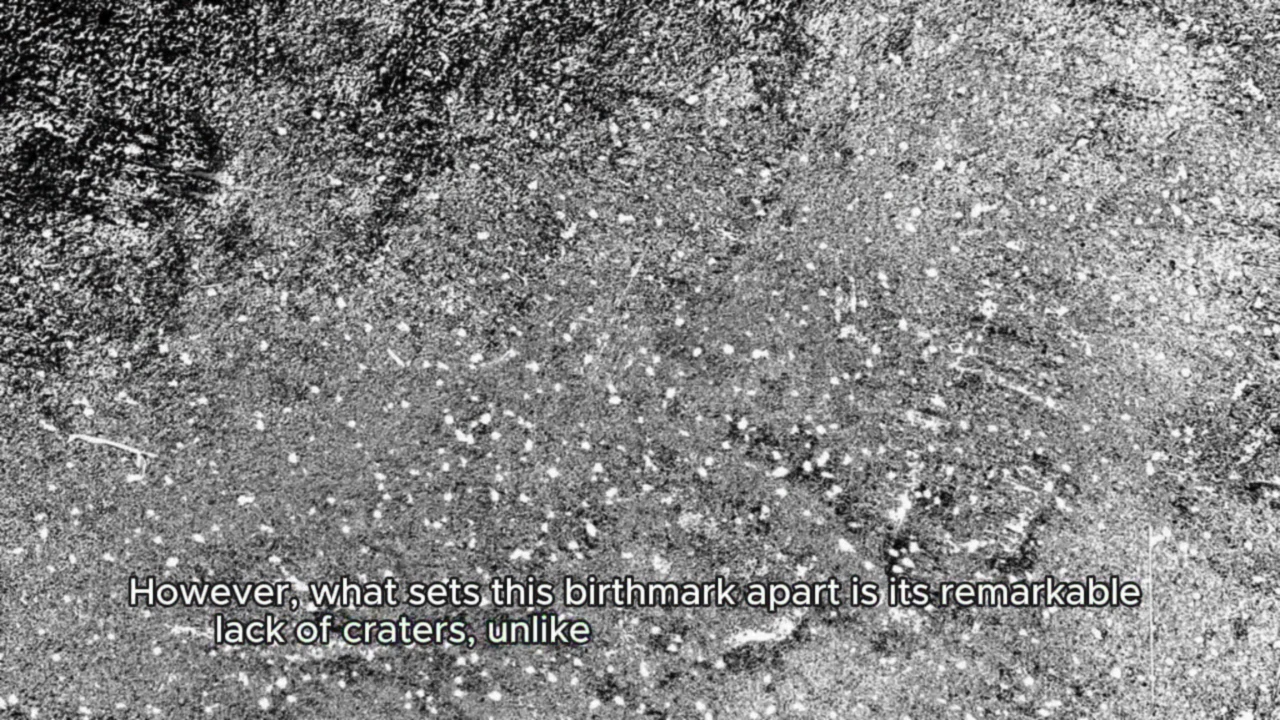 However, what sets this birthmark apart is its remarkable
lack of craters, unlike